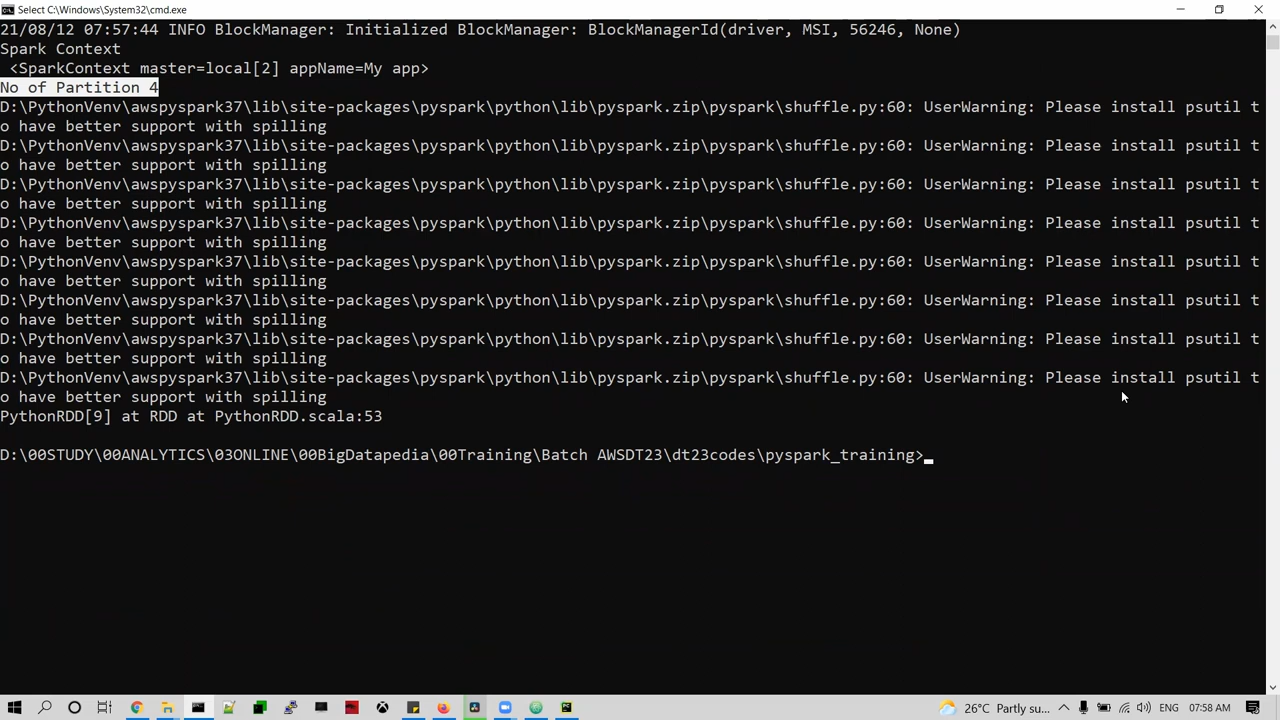 Select C:\Windows\System32\cmd.exe
21/08/12 07:57:44 INFO BlockManager: Initialized BlockManager: BlockManagerId(driver, MSI, 56246, None)
Spark Context
<SparkContext master=local[2] appName=My app>
No of Partition 4
D:\PythonVenv\awspyspark37\lib\site-packages\pyspark\python\lib\pyspark.zip\pyspark\shuffle.py:60: UserWarning: Please install psutil t
o have better support with spilling
D:\PythonVenv\awspyspark37\lib\site-packages\pyspark\python\lib\pyspark.zip\pyspark\shuffle.py:60: UserWarning: Please install psutil t
o have better support with spilling
D:\PythonVenv\awspyspark37\lib\site-packages\pyspark\python\lib\pyspark.zip\pyspark\shuffle.py:60: UserWarning: Please install psutil t
o have better support with spilling
D:\PythonVenv\awspyspark37\lib\site-packages\pyspark\python\lib\pyspark.zip\pyspark\shuffle.py:60: UserWarning: Please install psutil t
o have better support with spilling
D:\PythonVenv\awspyspark37\lib\site-packages\pyspark\python\lib\pyspark.zip\pyspark\shuffle.py:60: UserWarning: Please install psutil t
o have better support with spilling
D:\PythonVenv\awspyspark37\lib\site-packages\pyspark\python\lib\pyspark.zip\pyspark\shuffle.py:60: UserWarning: Please install psutil t
o have better support with spilling
D:\PythonVenv\awspyspark37\lib\site-packages\pyspark\python\lib\pyspark.zip\pyspark\shuffle.py:60: UserWarning: Please install psutil t
o have better support with spilling
D:\PythonVenv\awspyspark37\lib\site-packages\pyspark\python\lib\pyspark.zip\pyspark\shuffle.py:60: UserWarning: Please install psutil t
o have better support with spilling
PythonRDD[9] at RDD at PythonRDD.scala:53
D:\00STUDY\00ANALYTICS\03ONLINE\00BigDatapedia\00Training\Batch AWSDT23\dt23codes\pyspark_training>
26°C Partly su... ENG 07:58 AM